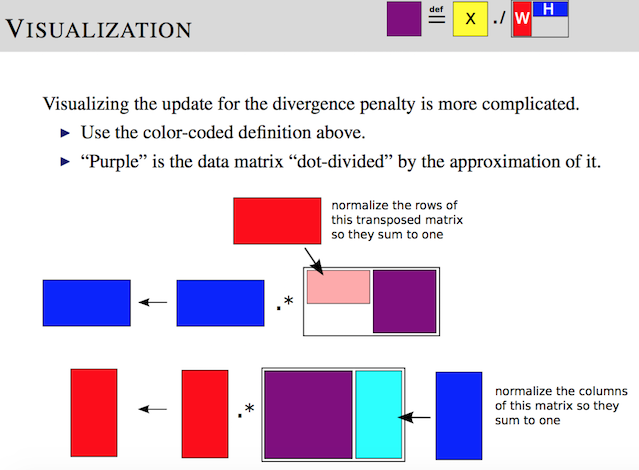 VISUALIZATION
def
=
X ./ W H
Visualizing the update for the divergence penalty is more complicated.
► Use the color-coded definition above.
► “Purple” is the data matrix “dot-divided” by the approximation of it.
normalize the rows of
this transposed matrix
so they sum to one
.*
.*
normalize the columns
of this matrix so they
sum to one